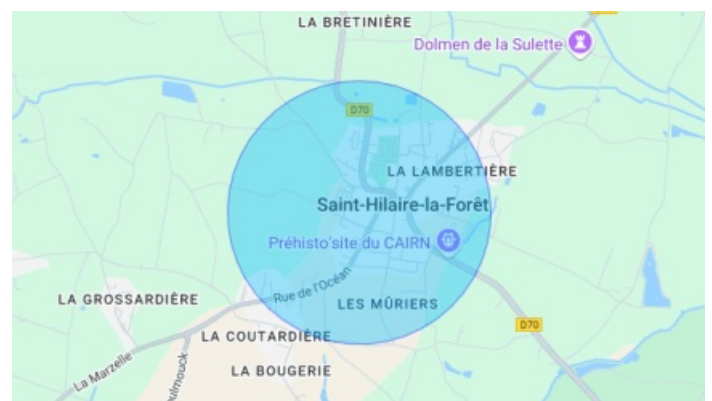 LA BRETINIÈRE
Dolmen de la Sulette
D70
LA LAMBERTIÈRE
Saint-Hilaire-la-Forêt
Préhisto'site du CAIRN
Rue de l'Océan
LA GROSSARDIÈRE
LES MÛRIERS
D70
LA COUTARDIÈRE
LA BOUGERIE
La Marzelle